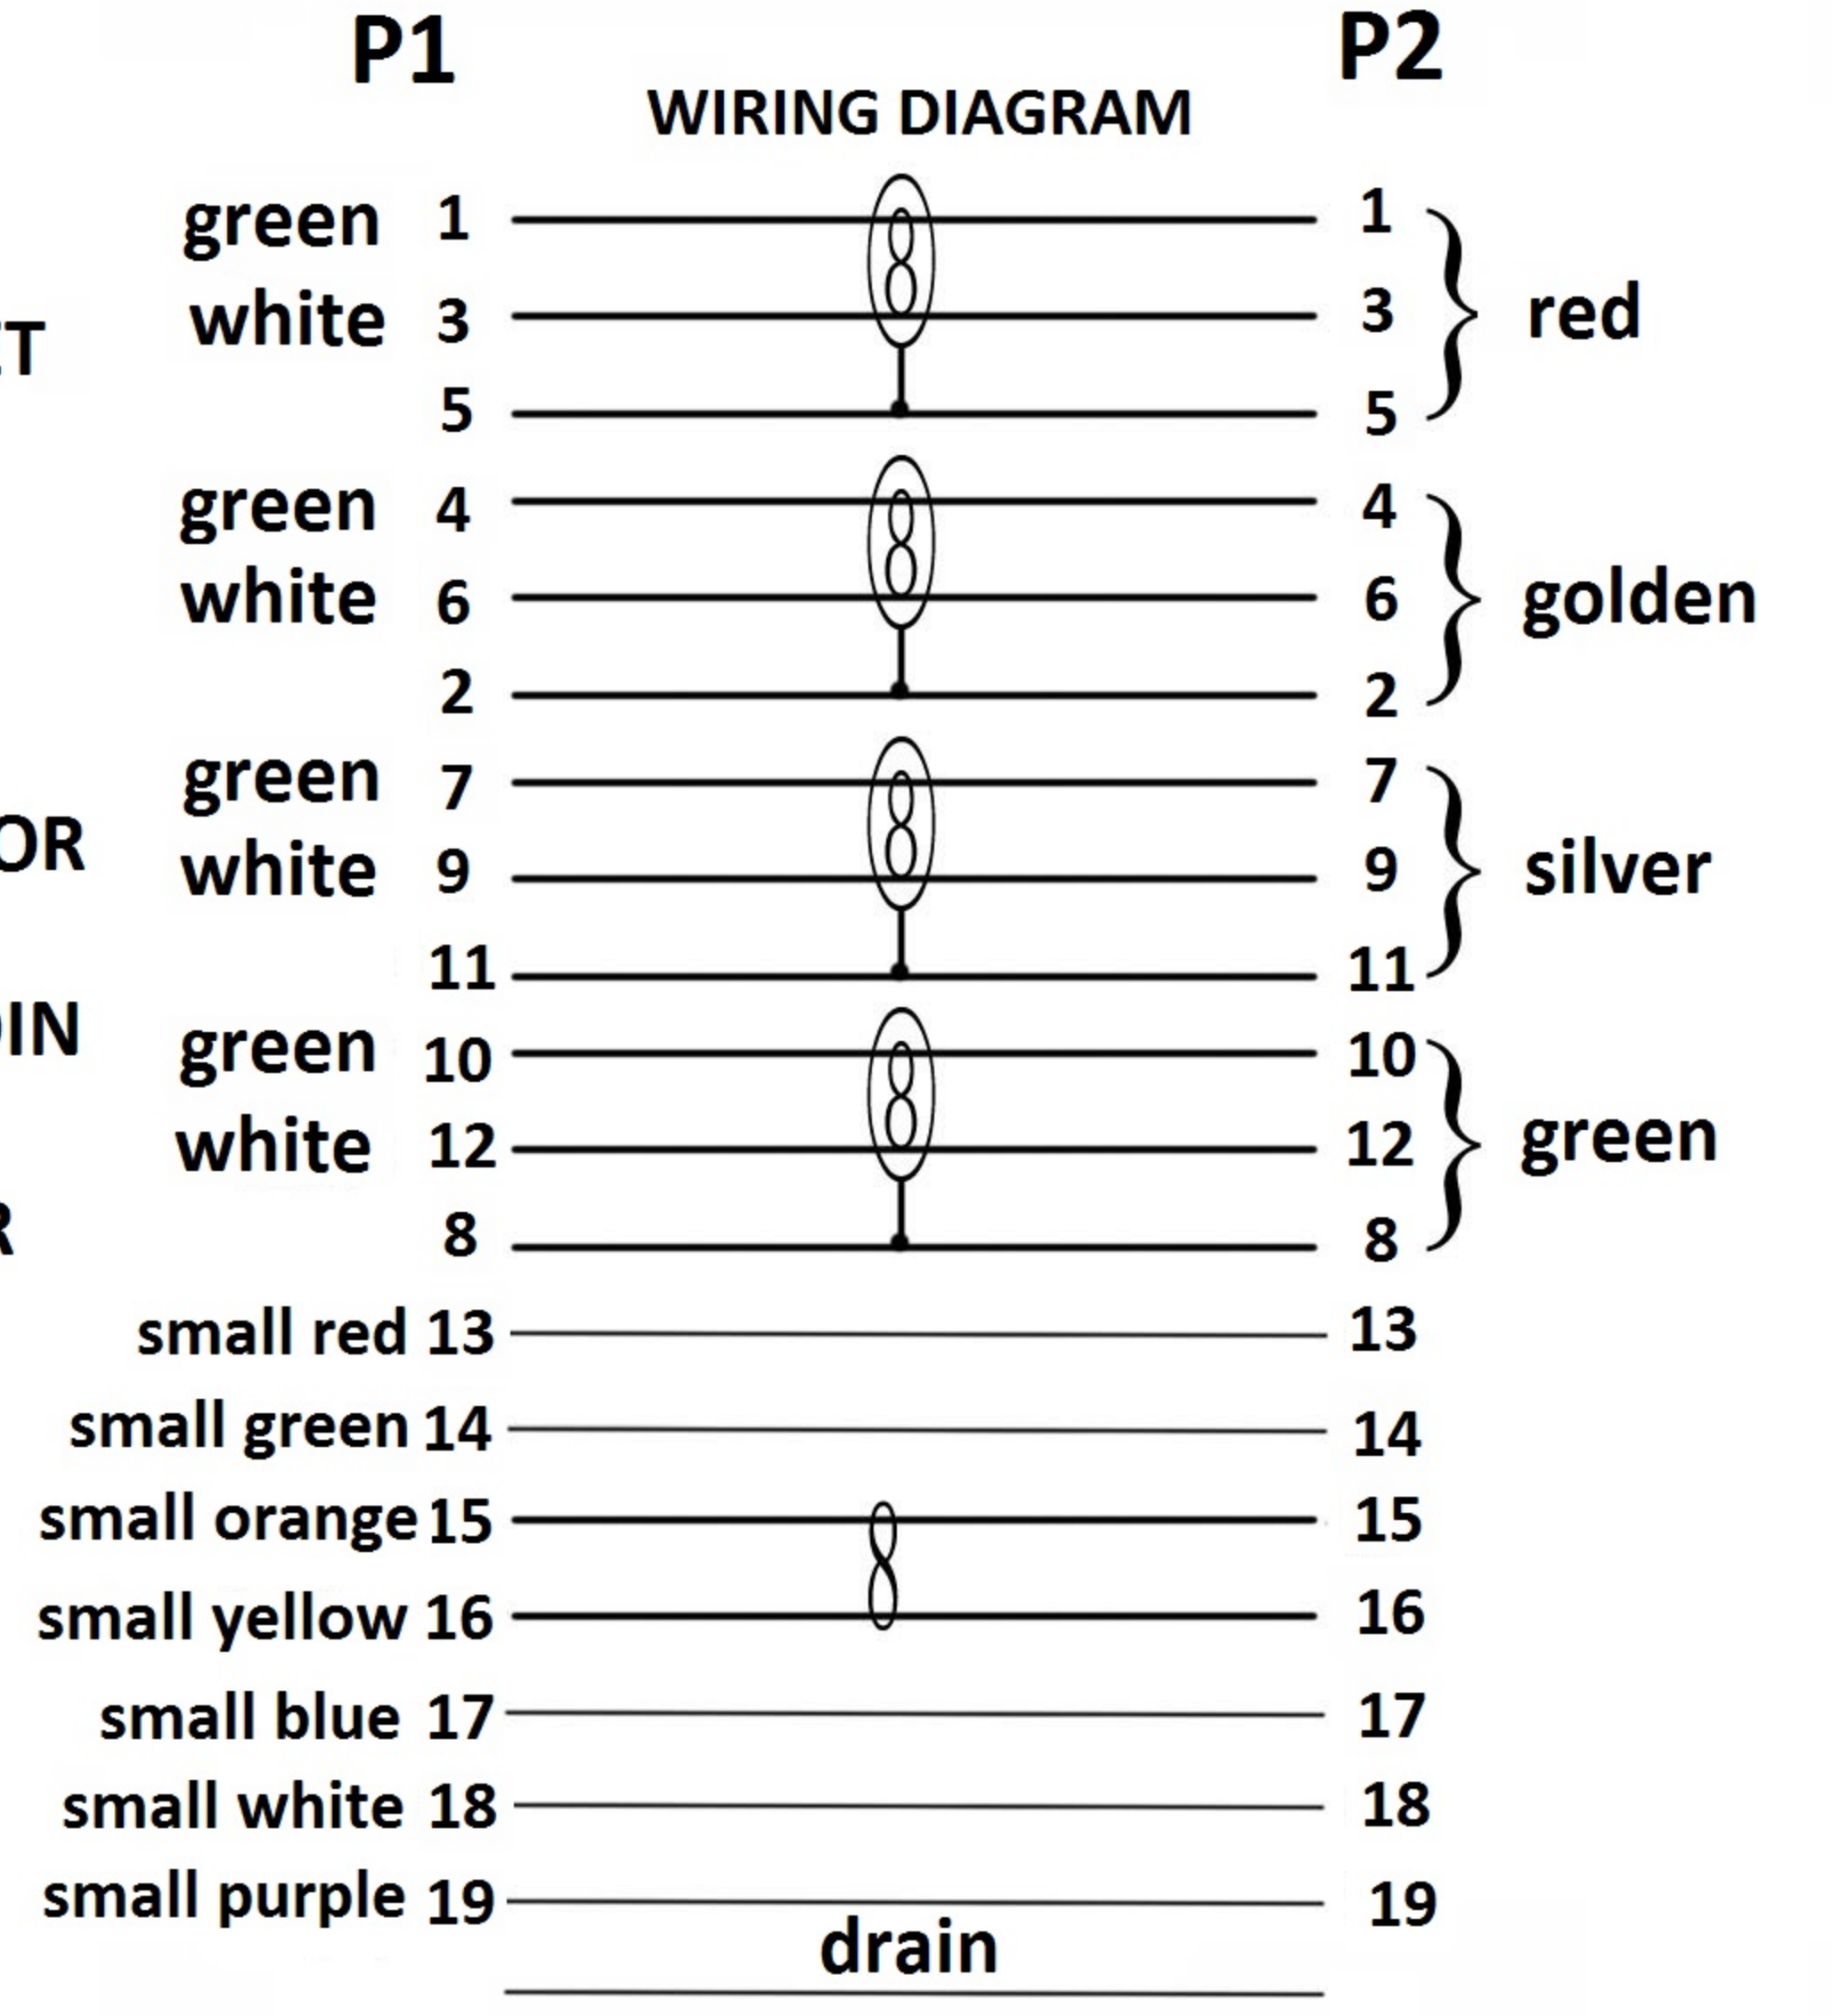 P1 P2
WIRING DIAGRAM
green 1 1
white 3 3 red
ET
5 5
green 4 4
white 6 6 golden
2 2
green 7 7
OR
white 9 9 silver
11 11
DIN
green 10 10
white 12 12 green
R
8 8
small red 13 13
small green 14 14
small orange 15 15
small yellow 16 16
small blue 17 17
small white 18 18
small purple 19 19
drain